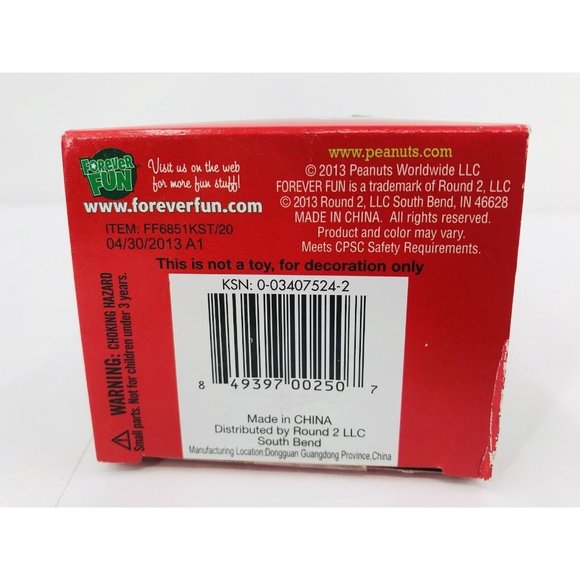 FOREVER
FUN
Visit us on the web
for more fun stuff!
www.foreverfun.com
ITEM: FF6851KST/20
04/30/2013 A1
www.peanuts.com
© 2013 Peanuts Worldwide LLC
FOREVER FUN is a trademark of Round 2, LLC
© 2013 Round 2, LLC South Bend, IN 46628
MADE IN CHINA. All rights reserved.
Product and color may vary.
Meets CPSC Safety Requirements.
This is not a toy, for decoration only
WARNING: CHOKING HAZARD
Small parts. Not for children under 3 years.
KSN: 0-03407524-2
8 49397 00250 7
Made in CHINA
Distributed by Round 2 LLC
South Bend
Manufacturing Location:Dongguan Guangdong Province,China